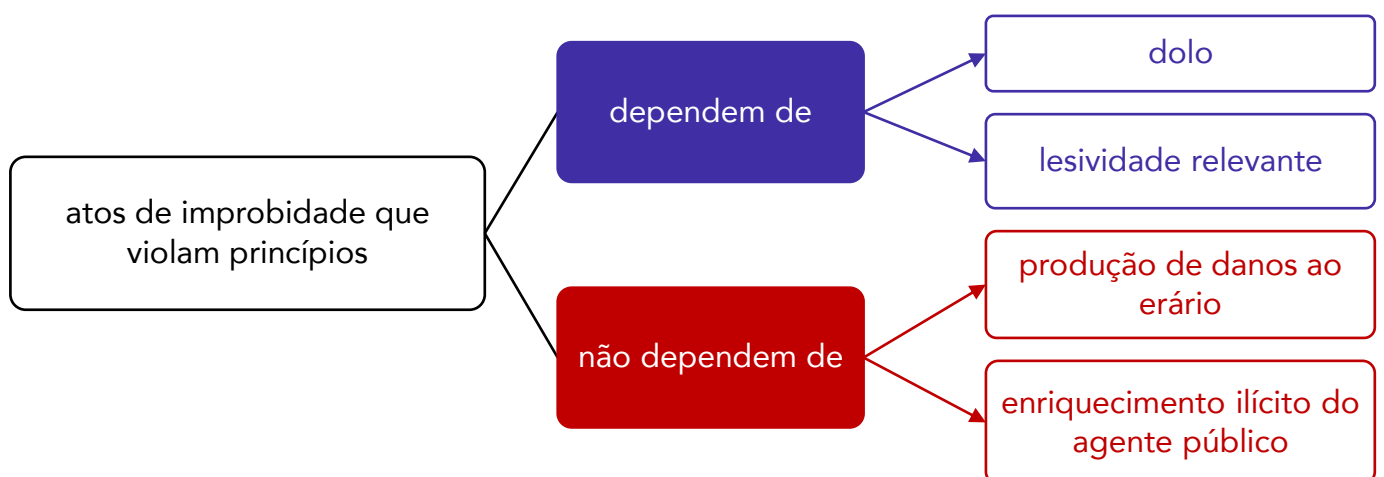 atos de improbidade que
violam princípios
dependem de
dolo
lesividade relevante
não dependem de
produção de danos ao
erário
enriquecimento ilícito do
agente público